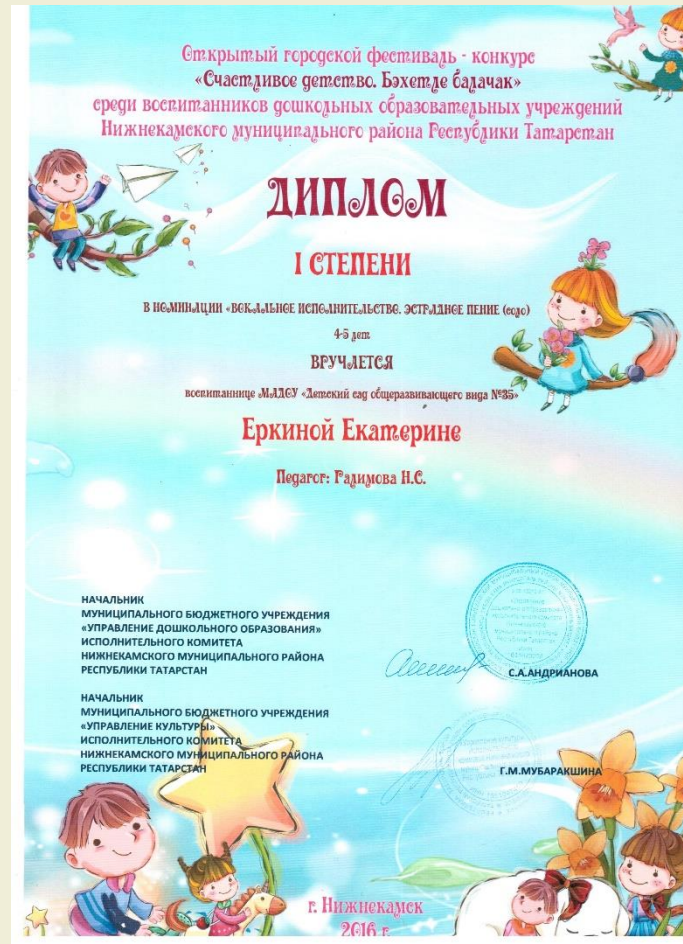 Открытый городской фестиваль - конкурс
«Счастливое детство. Бэхетле балачак»
среди воспитанников дошкольных образовательных учреждений
Нижнекамского муниципального района Республики Татарстан
ДИПЛОМ
I СТЕПЕНИ
В НОМИНАЦИИ «ВОКАЛЬНОЕ ИСПОЛНИТЕЛЬСТВО. ЭСТРАДНОЕ ПЕНИЕ (соло)
4-5 лет
ВРУЧАЕТСЯ
воспитаннице МАДОУ «Детский сад общеразвивающего вида №35»
Еркиной Екатерине
Педагог: Галимова Н.С.
НАЧАЛЬНИК
МУНИЦИПАЛЬНОГО БЮДЖЕТНОГО УЧРЕЖДЕНИЯ
«УПРАВЛЕНИЕ ДОШКОЛЬНОГО ОБРАЗОВАНИЯ»
ИСПОЛНИТЕЛЬНОГО КОМИТЕТА
НИЖНЕКАМСКОГО МУНИЦИПАЛЬНОГО РАЙОНА
РЕСПУБЛИКИ ТАТАРСТАН
С.А.АНДРИАНОВА
НАЧАЛЬНИК
МУНИЦИПАЛЬНОГО БЮДЖЕТНОГО УЧРЕЖДЕНИЯ
«УПРАВЛЕНИЕ КУЛЬТУРЫ»
ИСПОЛНИТЕЛЬНОГО КОМИТЕТА
НИЖНЕКАМСКОГО МУНИЦИПАЛЬНОГО РАЙОНА
РЕСПУБЛИКИ ТАТАРСТАН
Г.М.МУБАРАКШИНА
г. Нижнекамск
2016 г.